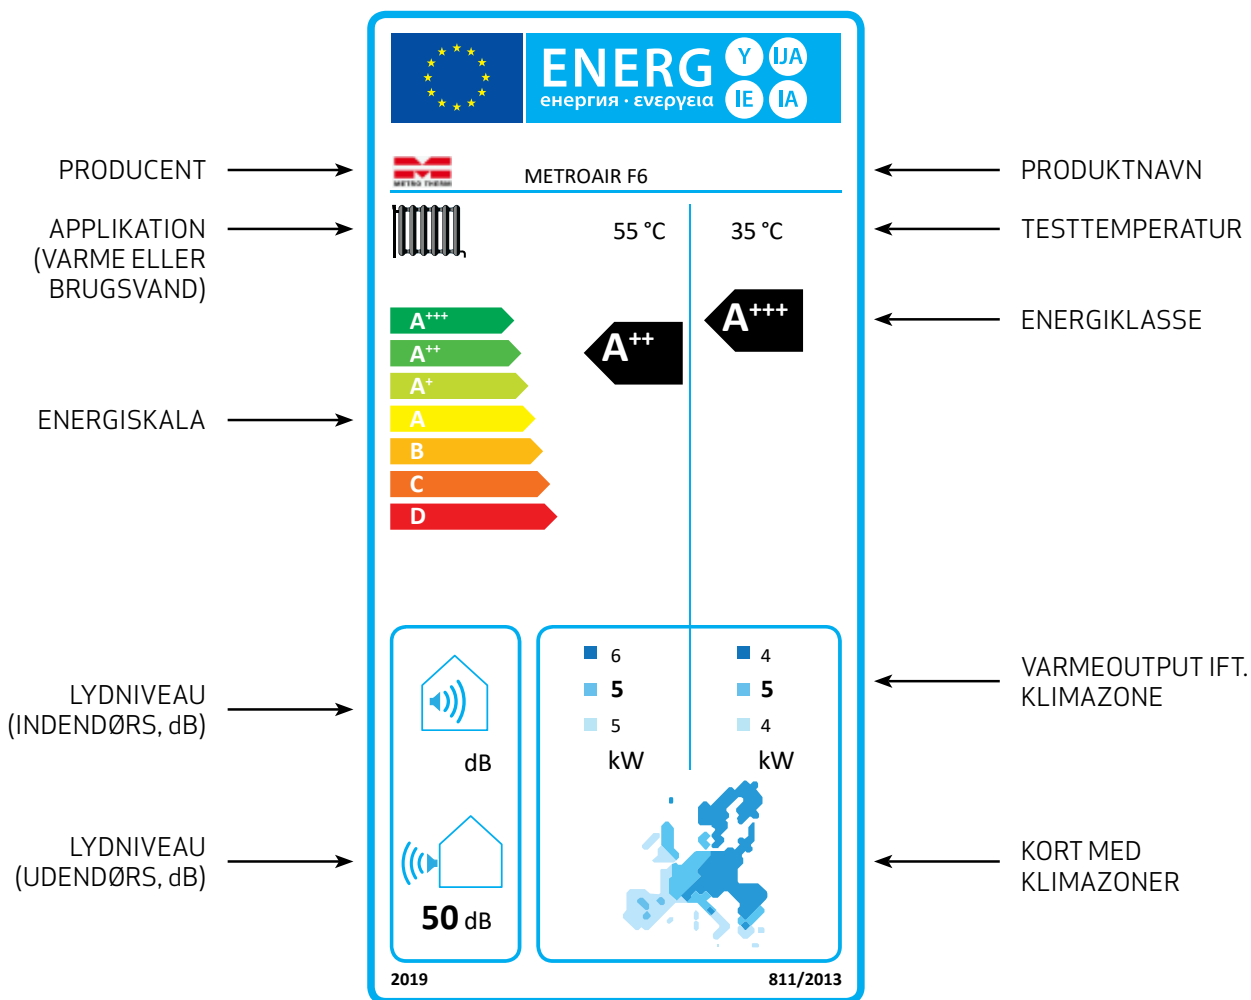 ENERG Y IJA
енергия · ενεργεια IE IA
PRODUCENT
METRO THERM
METROAIR F6
PRODUKTNAVN
APPLIKATION
(VARME ELLER
BRUGSVAND)
55 °C
35 °C
TESTTEMPERATUR
A+++
A++
A+
A
B
C
D
A++
A+++
ENERGIKLASSE
ENERGISKALA
LYDNIVEAU
(INDENDØRS, dB)
dB
6
5
5
kW
4
5
4
kW
VARMEOUTPUT IFT.
KLIMAZONE
LYDNIVEAU
(UDENDØRS, dB)
50 dB
KORT MED
KLIMAZONER
2019
811/2013